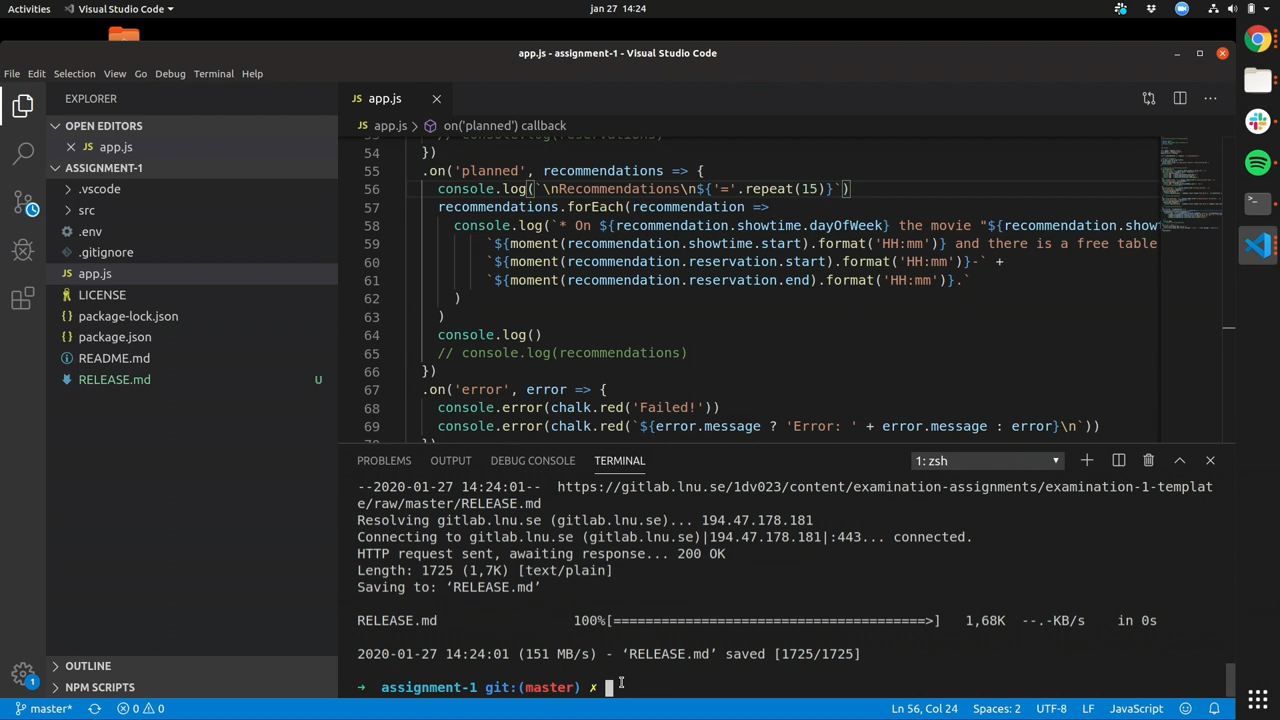 Activities
Visual Studio Code
jan 27 14:24
app.js - assignment-1 - Visual Studio Code
File Edit Selection View Go Debug Terminal Help
EXPLORER
OPEN EDITORS
JS app.js
ASSIGNMENT-1
.vscode
src
.env
.gitignore
JS app.js
LICENSE
{} package-lock.json
{} package.json
README.md
RELEASE.md U
OUTLINE
NPM SCRIPTS
JS app.js
JS app.js > on('planned') callback
54 })
55 .on('planned', recommendations => {
56 console.log(`\nRecommendations\n${'='.repeat(15)}`)
57 recommendations.forEach(recommendation =>
58 console.log(`* On ${recommendation.showtime.dayOfWeek} the movie "${recommendation.showt
59 `${moment(recommendation.showtime.start).format('HH:mm')} and there is a free table
60 `${moment(recommendation.reservation.start).format('HH:mm')}-` +
61 `${moment(recommendation.reservation.end).format('HH:mm')}.`
62 )
63 )
64 console.log()
65 // console.log(recommendations)
66 })
67 .on('error', error => {
68 console.error(chalk.red('Failed!'))
69 console.error(chalk.red(`${error.message ? 'Error: ' + error.message : error}\n`))
PROBLEMS OUTPUT DEBUG CONSOLE TERMINAL 1: zsh
--2020-01-27 14:24:01-- https://gitlab.lnu.se/1dv023/content/examination-assignments/examination-1-templat
e/raw/master/RELEASE.md
Resolving gitlab.lnu.se (gitlab.lnu.se)... 194.47.178.181
Connecting to gitlab.lnu.se (gitlab.lnu.se)|194.47.178.181|:443... connected.
HTTP request sent, awaiting response... 200 OK
Length: 1725 (1,7K) [text/plain]
Saving to: ‘RELEASE.md’
RELEASE.md 100%[=======================================>] 1,68K --.-KB/s in 0s
2020-01-27 14:24:01 (151 MB/s) - ‘RELEASE.md’ saved [1725/1725]
→ assignment-1 git:(master) ✗
master* 0 0 Ln 56, Col 24 Spaces: 2 UTF-8 LF JavaScript